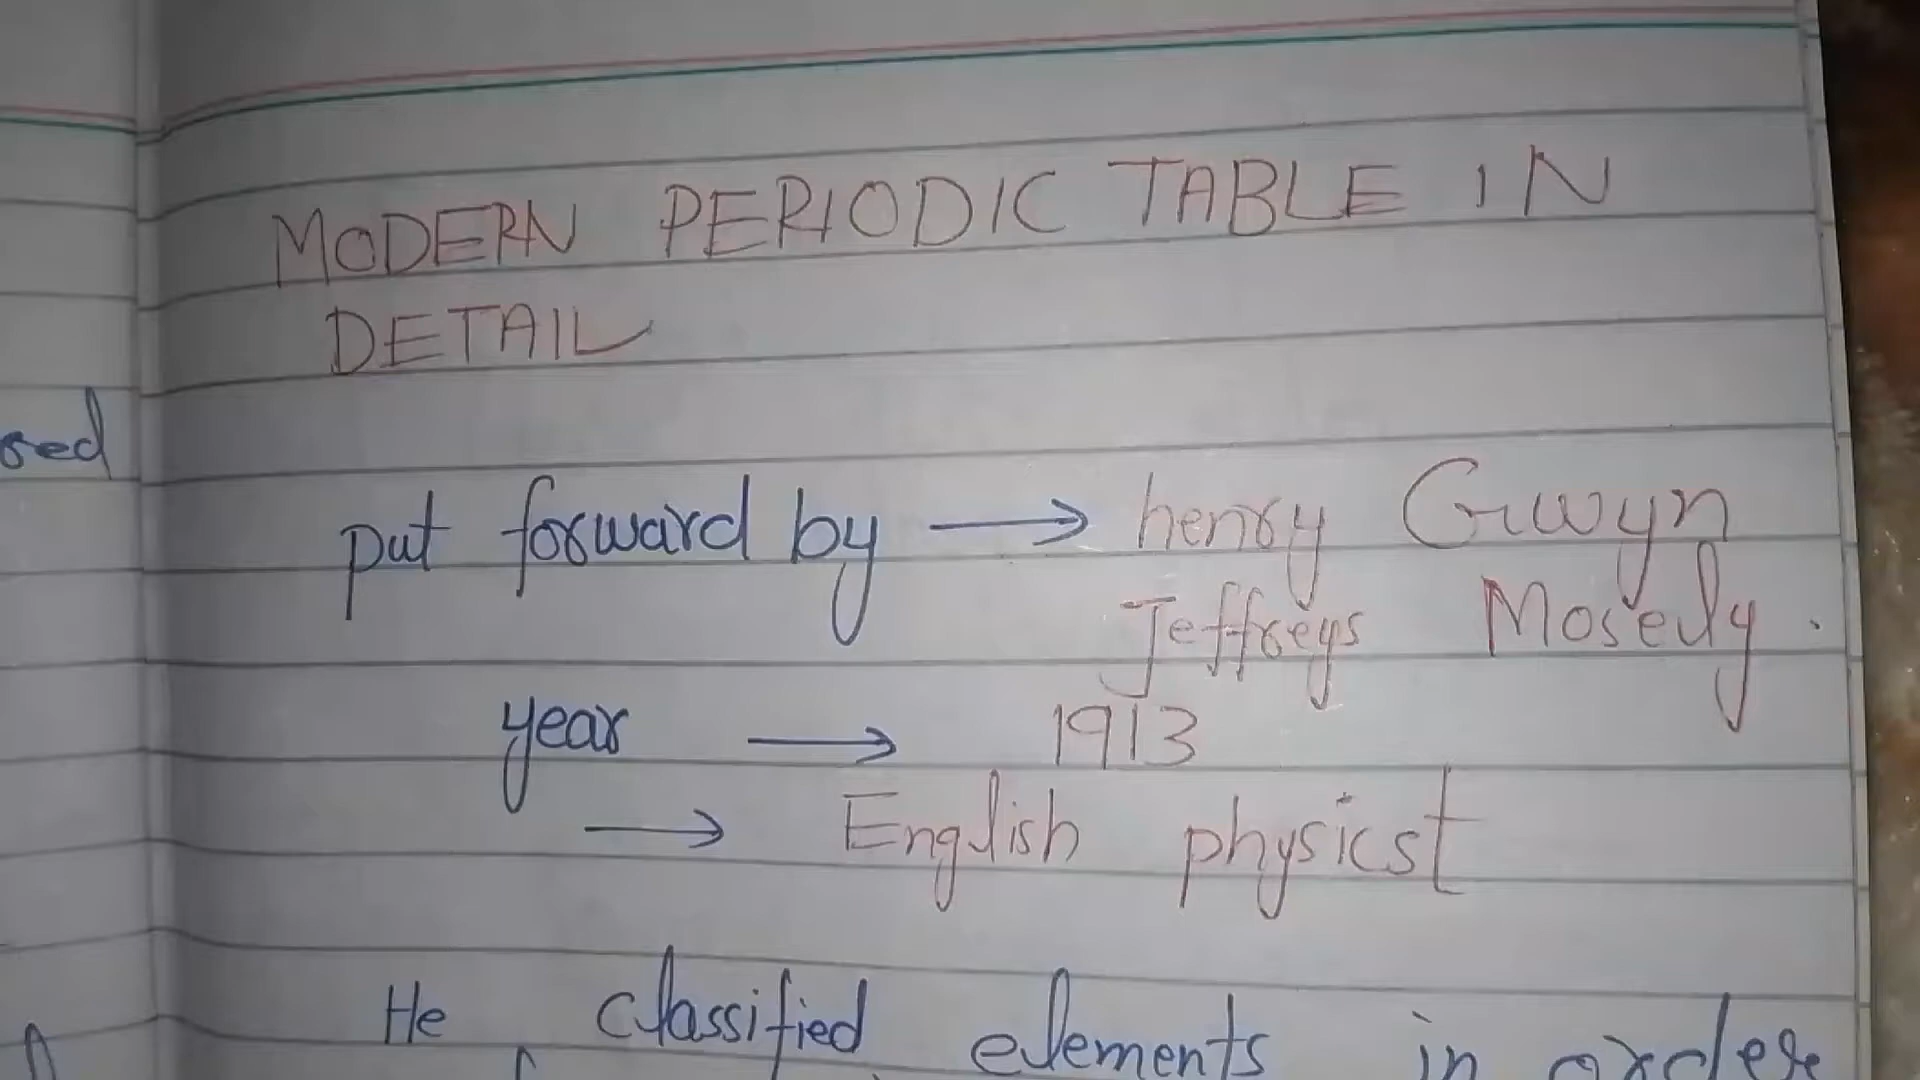 MODERN PERIODIC TABLE IN
DETAIL
put forward by → henry Gwyn
Jeffreys Mosely.
year → 1913
→ English physicst
He classified elements in order